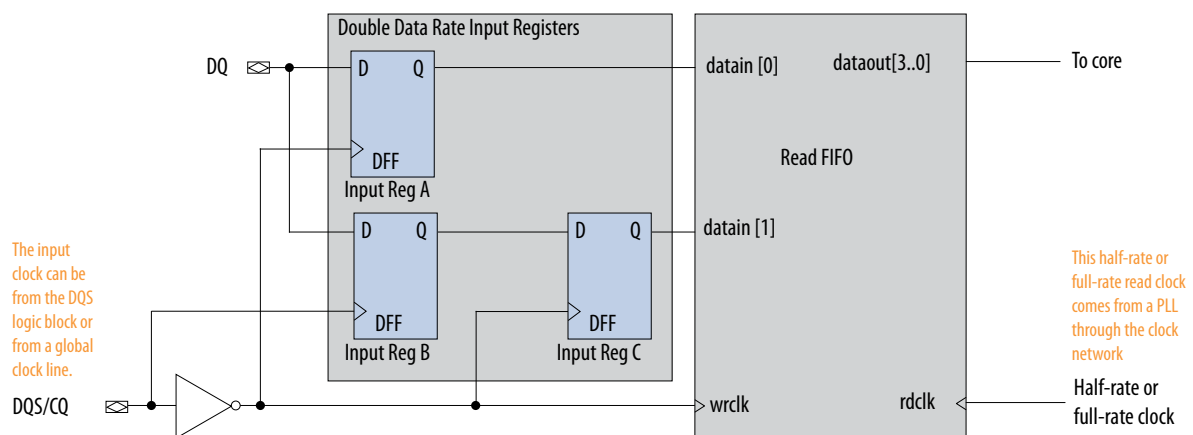 Double Data Rate Input Registers
DQ
D Q
datain [0]
dataout[3..0]
To core
DFF
Read FIFO
Input Reg A
D Q
D Q
datain [1]
The input
clock can be
from the DQS
logic block or
from a global
clock line.
This half-rate or
full-rate read clock
comes from a PLL
through the clock
network
DFF
DFF
Input Reg B
Input Reg C
DQS/CQ
wrclk
rdclk
Half-rate or
full-rate clock